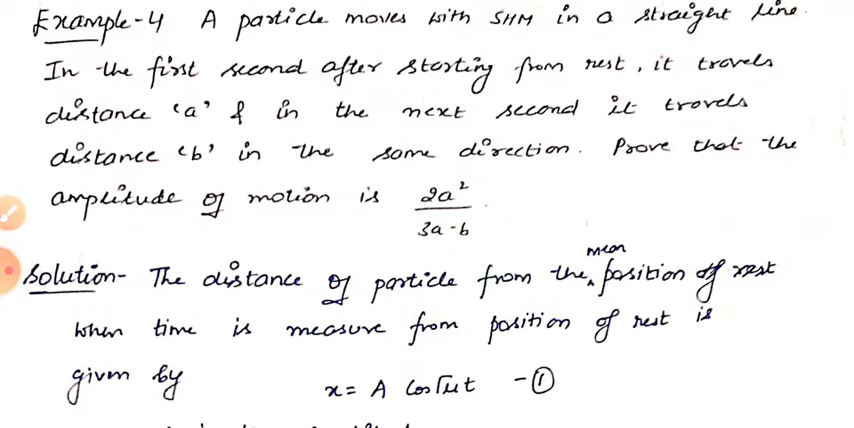 Example-4 A particle moves with SHM in a straight line.
In the first second after starting from rest, it travels
distance 'a' & in the next second it travels
distance 'b' in the same direction. Prove that the
amplitude of motion is 2a²/3a-b.
Solution- The distance of particle from the mean position of rest
when time is measure from position of rest is
given by x = A cos√μt -①